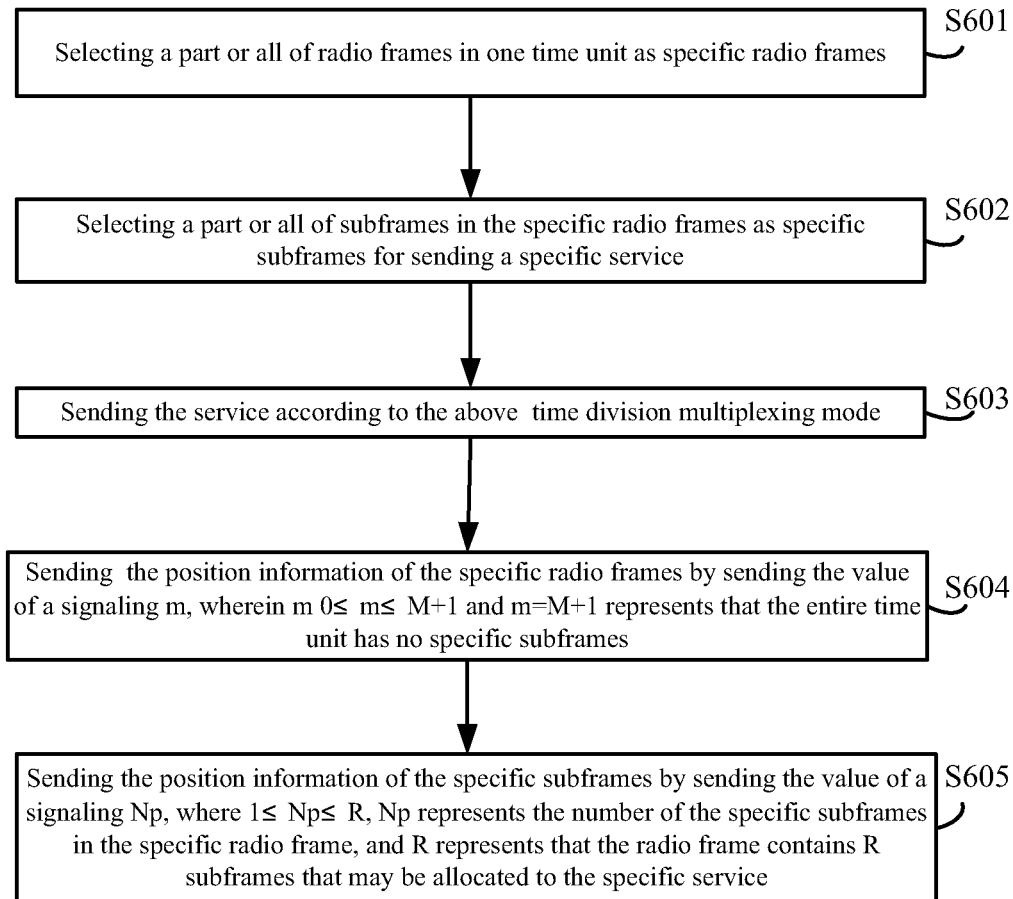 S601
Selecting a part or all of radio frames in one time unit as specific radio frames
S602
Selecting a part or all of subframes in the specific radio frames as specific
subframes for sending a specific service
S603
Sending the service according to the above time division multiplexing mode
S604
Sending the position information of the specific radio frames by sending the value
of a signaling m, wherein m 0≤ m≤ M+1 and m=M+1 represents that the entire time
unit has no specific subframes
S605
Sending the position information of the specific subframes by sending the value of a
signaling Np, where 1≤ Np≤ R, Np represents the number of the specific subframes
in the specific radio frame, and R represents that the radio frame contains R
subframes that may be allocated to the specific service